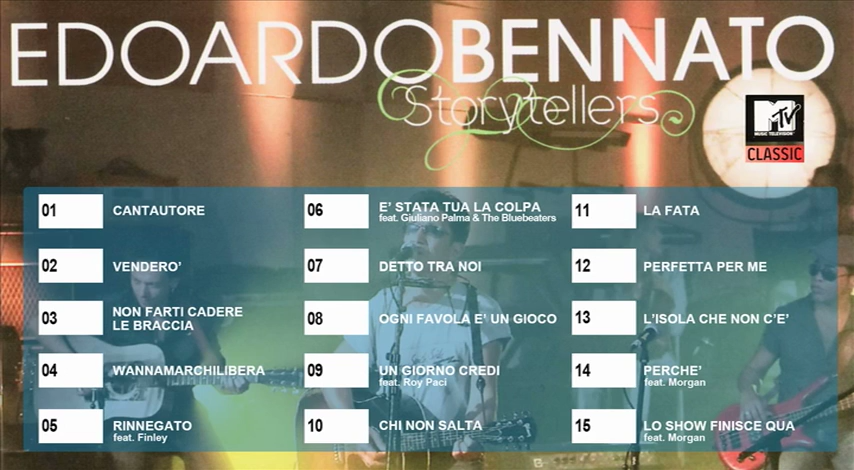 EDOARDOBENNATO
Storytellers
MTV
MUSIC TELEVISION
CLASSIC
01 CANTAUTORE
02 VENDERO'
03 NON FARTI CADERE
LE BRACCIA
04 WANNAMARCHILIBERA
05 RINNEGATO
feat. Finley
06 E' STATA TUA LA COLPA
feat. Giuliano Palma & The Bluebeaters
07 DETTO TRA NOI
08 OGNI FAVOLA E' UN GIOCO
09 UN GIORNO CREDI
feat. Roy Paci
10 CHI NON SALTA
11 LA FATA
12 PERFETTA PER ME
13 L'ISOLA CHE NON C'E'
14 PERCHE'
feat. Morgan
15 LO SHOW FINISCE QUA
feat. Morgan